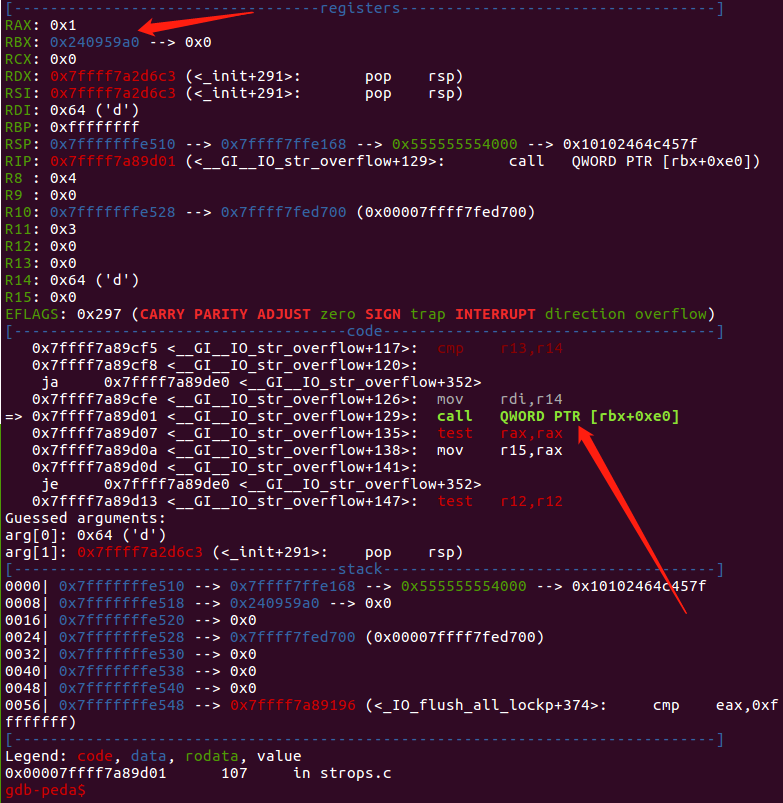 [------------------------------------registers-------------------------------------]
RAX: 0x1
RBX: 0x240959a0 --> 0x0
RCX: 0x0
RDX: 0x7ffff7a2d6c3 (<_init+291>:        pop    rsp)
RSI: 0x7ffff7a2d6c3 (<_init+291>:        pop    rsp)
RDI: 0x64 ('d')
RBP: 0xffffffff
RSP: 0x7fffffffe510 --> 0x7ffff7ffe168 --> 0x555555554000 --> 0x10102464c457f
RIP: 0x7ffff7a89d01 (<__GI__IO_str_overflow+129>:        call   QWORD PTR [rbx+0xe0])
R8 : 0x4
R9 : 0x0
R10: 0x7fffffffe528 --> 0x7ffff7fed700 (0x00007ffff7fed700)
R11: 0x3
R12: 0x0
R13: 0x0
R14: 0x64 ('d')
R15: 0x0
EFLAGS: 0x297 (CARRY PARITY ADJUST zero SIGN trap INTERRUPT direction overflow)
[--------------------------------------code----------------------------------------]
   0x7ffff7a89cf5 <__GI__IO_str_overflow+117>:  cmp    r13,r14
   0x7ffff7a89cf8 <__GI__IO_str_overflow+120>:
    ja     0x7ffff7a89de0 <__GI__IO_str_overflow+352>
   0x7ffff7a89cfe <__GI__IO_str_overflow+126>:  mov    rdi,r14
=> 0x7ffff7a89d01 <__GI__IO_str_overflow+129>:  call   QWORD PTR [rbx+0xe0]
   0x7ffff7a89d07 <__GI__IO_str_overflow+135>:  test   rax,rax
   0x7ffff7a89d0a <__GI__IO_str_overflow+138>:  mov    r15,rax
   0x7ffff7a89d0d <__GI__IO_str_overflow+141>:
    je     0x7ffff7a89de0 <__GI__IO_str_overflow+352>
   0x7ffff7a89d13 <__GI__IO_str_overflow+147>:  test   r12,r12
Guessed arguments:
arg[0]: 0x64 ('d')
arg[1]: 0x7ffff7a2d6c3 (<_init+291>:     pop    rsp)
[--------------------------------------stack---------------------------------------]
0000| 0x7fffffffe510 --> 0x7ffff7ffe168 --> 0x555555554000 --> 0x10102464c457f
0008| 0x7fffffffe518 --> 0x240959a0 --> 0x0
0016| 0x7fffffffe520 --> 0x0
0024| 0x7fffffffe528 --> 0x7ffff7fed700 (0x00007ffff7fed700)
0032| 0x7fffffffe530 --> 0x0
0040| 0x7fffffffe538 --> 0x0
0048| 0x7fffffffe540 --> 0x0
0056| 0x7fffffffe548 --> 0x7ffff7a89196 (<_IO_flush_all_lockp+374>:     cmp    eax,0xf
fffffff)
[----------------------------------------------------------------------------------]
Legend: code, data, rodata, value
0x00007ffff7a89d01      107     in strops.c
gdb-peda$